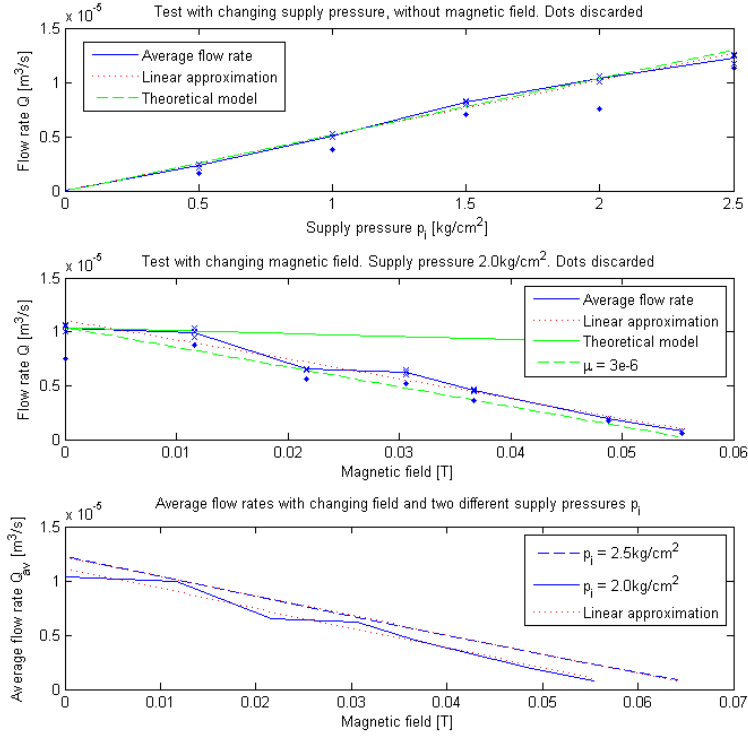 Test with changing supply pressure, without magnetic field. Dots discarded
x 10^-5
1.5
1
0.5
0
Flow rate Q [m^3/s]
Average flow rate
Linear approximation
Theoretical model
0 0.5 1 1.5 2 2.5
Supply pressure p_i [kg/cm^2]
Test with changing magnetic field. Supply pressure 2.0kg/cm^2. Dots discarded
x 10^-5
1.5
1
0.5
0
Flow rate Q [m^3/s]
Average flow rate
Linear approximation
Theoretical model
μ = 3e-6
0 0.01 0.02 0.03 0.04 0.05 0.06
Magnetic field [T]
Average flow rates with changing field and two different supply pressures p_i
x 10^-5
1.5
1
0.5
0
Average flow rate Q_av [m^3/s]
p_i = 2.5kg/cm^2
p_i = 2.0kg/cm^2
Linear approximation
0 0.01 0.02 0.03 0.04 0.05 0.06 0.07
Magnetic field [T]